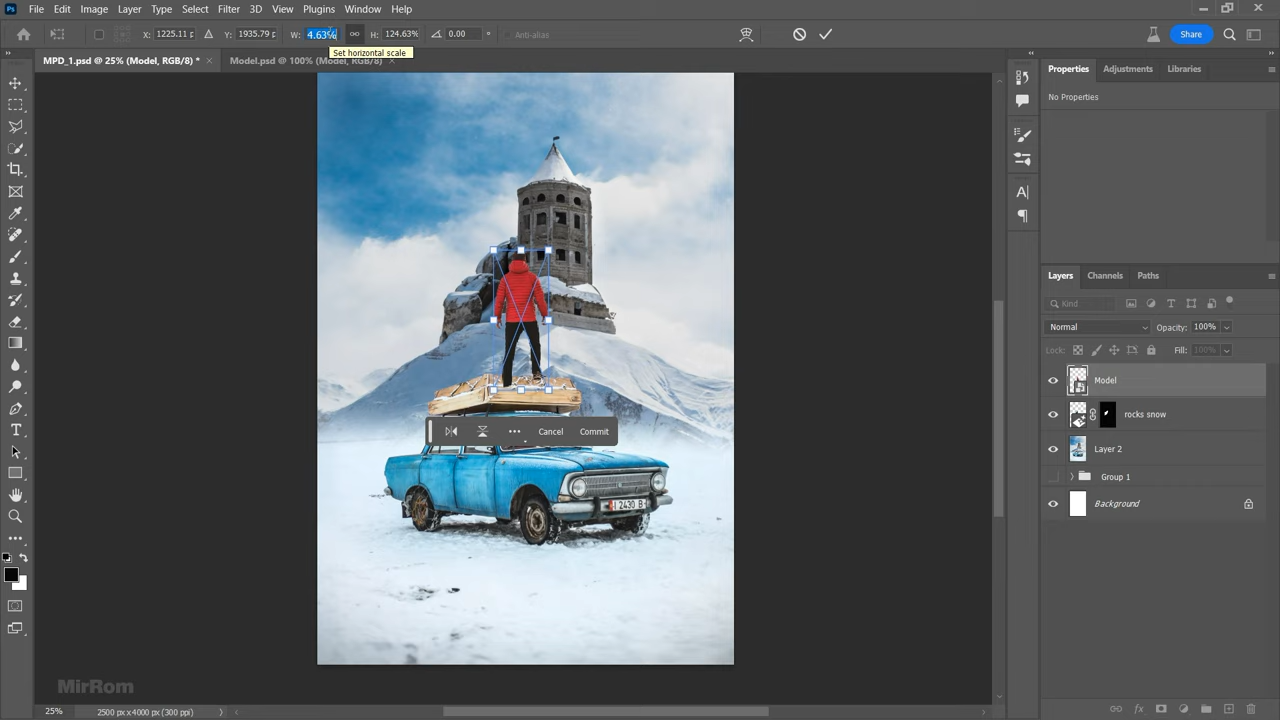 Ps File Edit Image Layer Type Select Filter 3D View Plugins Window Help
X: 1225.11 p Y: 1935.79 p W: 4.63% H: 124.63% 0.00 ° Anti-alias Share
Set horizontal scale
MPD_1.psd @ 25% (Model, RGB/8) * × Model.psd @ 100% (Model, RGB/8) ×
Properties Adjustments Libraries
No Properties
Layers Channels Paths
Kind
Normal Opacity: 100%
Lock: Fill: 100%
Model
rocks snow
Cancel Commit
Layer 2
Group 1
Background
2430 B
MirRom
25% 2500 px x 4000 px (300 ppi)